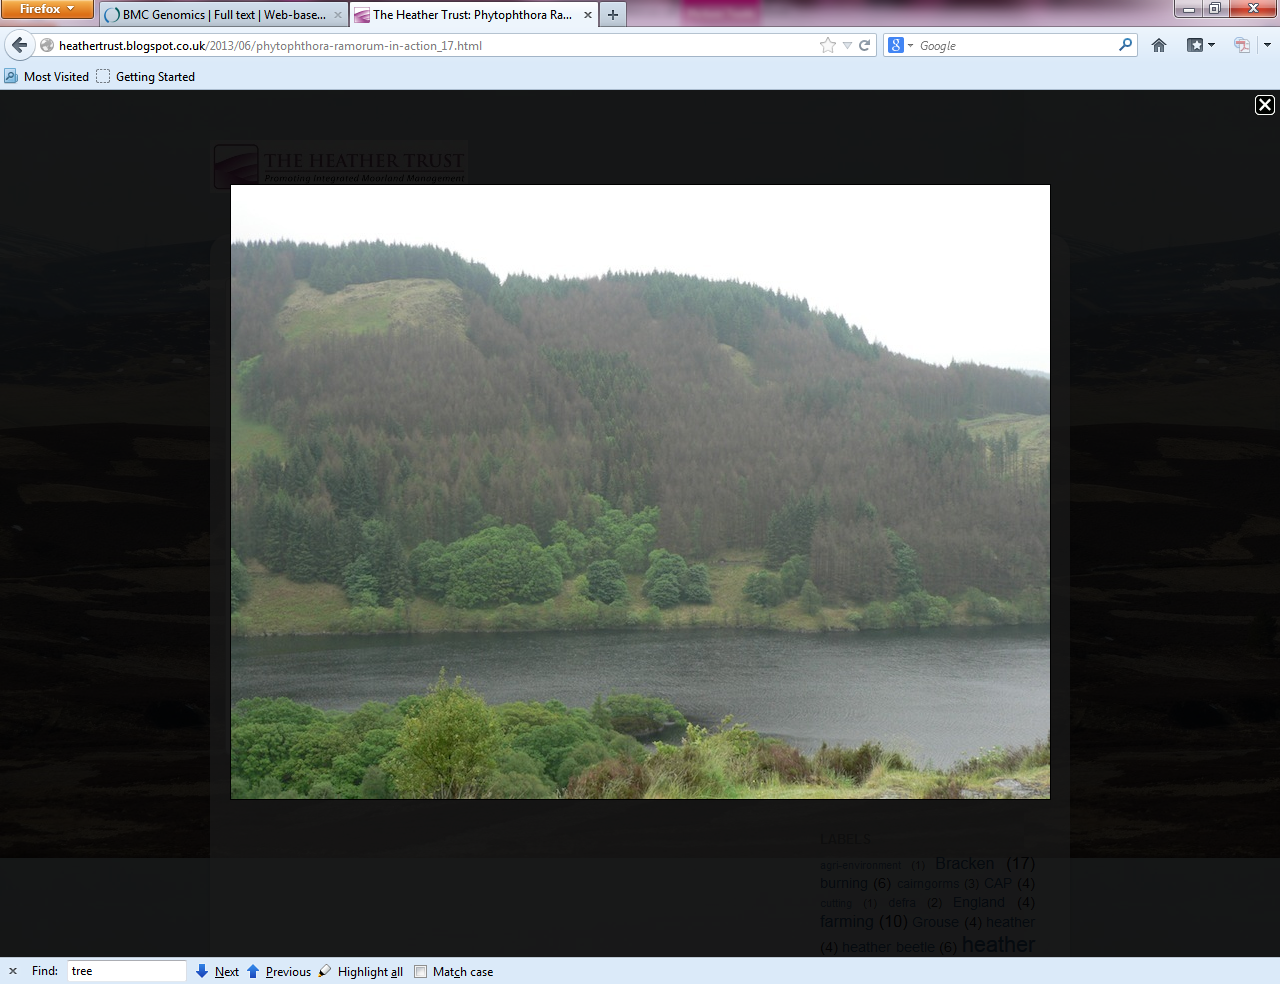 Firefox
BMC Genomics | Full text | Web-base...
The Heather Trust: Phytophthora Ra...
heathertrust.blogspot.co.uk/2013/06/phytophthora-ramorum-in-action_17.html
Google
Most Visited
Getting Started
THE HEATHER TRUST
Promoting Integrated Moorland Management
LABELS
agri-environment (1) Bracken (17)
burning (6) cairngorms (3) CAP (4)
cutting (1) defra (2) England (4)
farming (10) Grouse (4) heather
(4) heather beetle (6) heather
Find: tree Next Previous Highlight all Match case